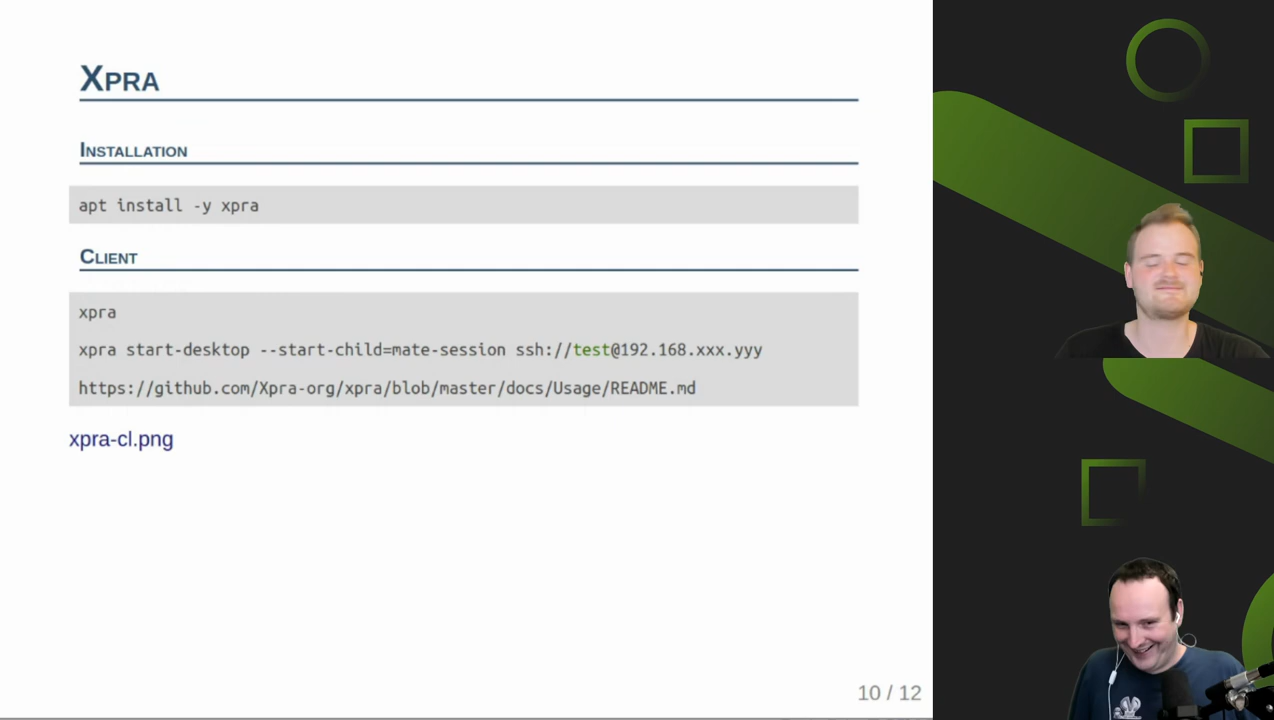 XPRA
INSTALLATION
apt install -y xpra
CLIENT
xpra
xpra start-desktop --start-child=mate-session ssh://test@192.168.xxx.yyy
https://github.com/Xpra-org/xpra/blob/master/docs/Usage/README.md
xpra-cl.png
10 / 12